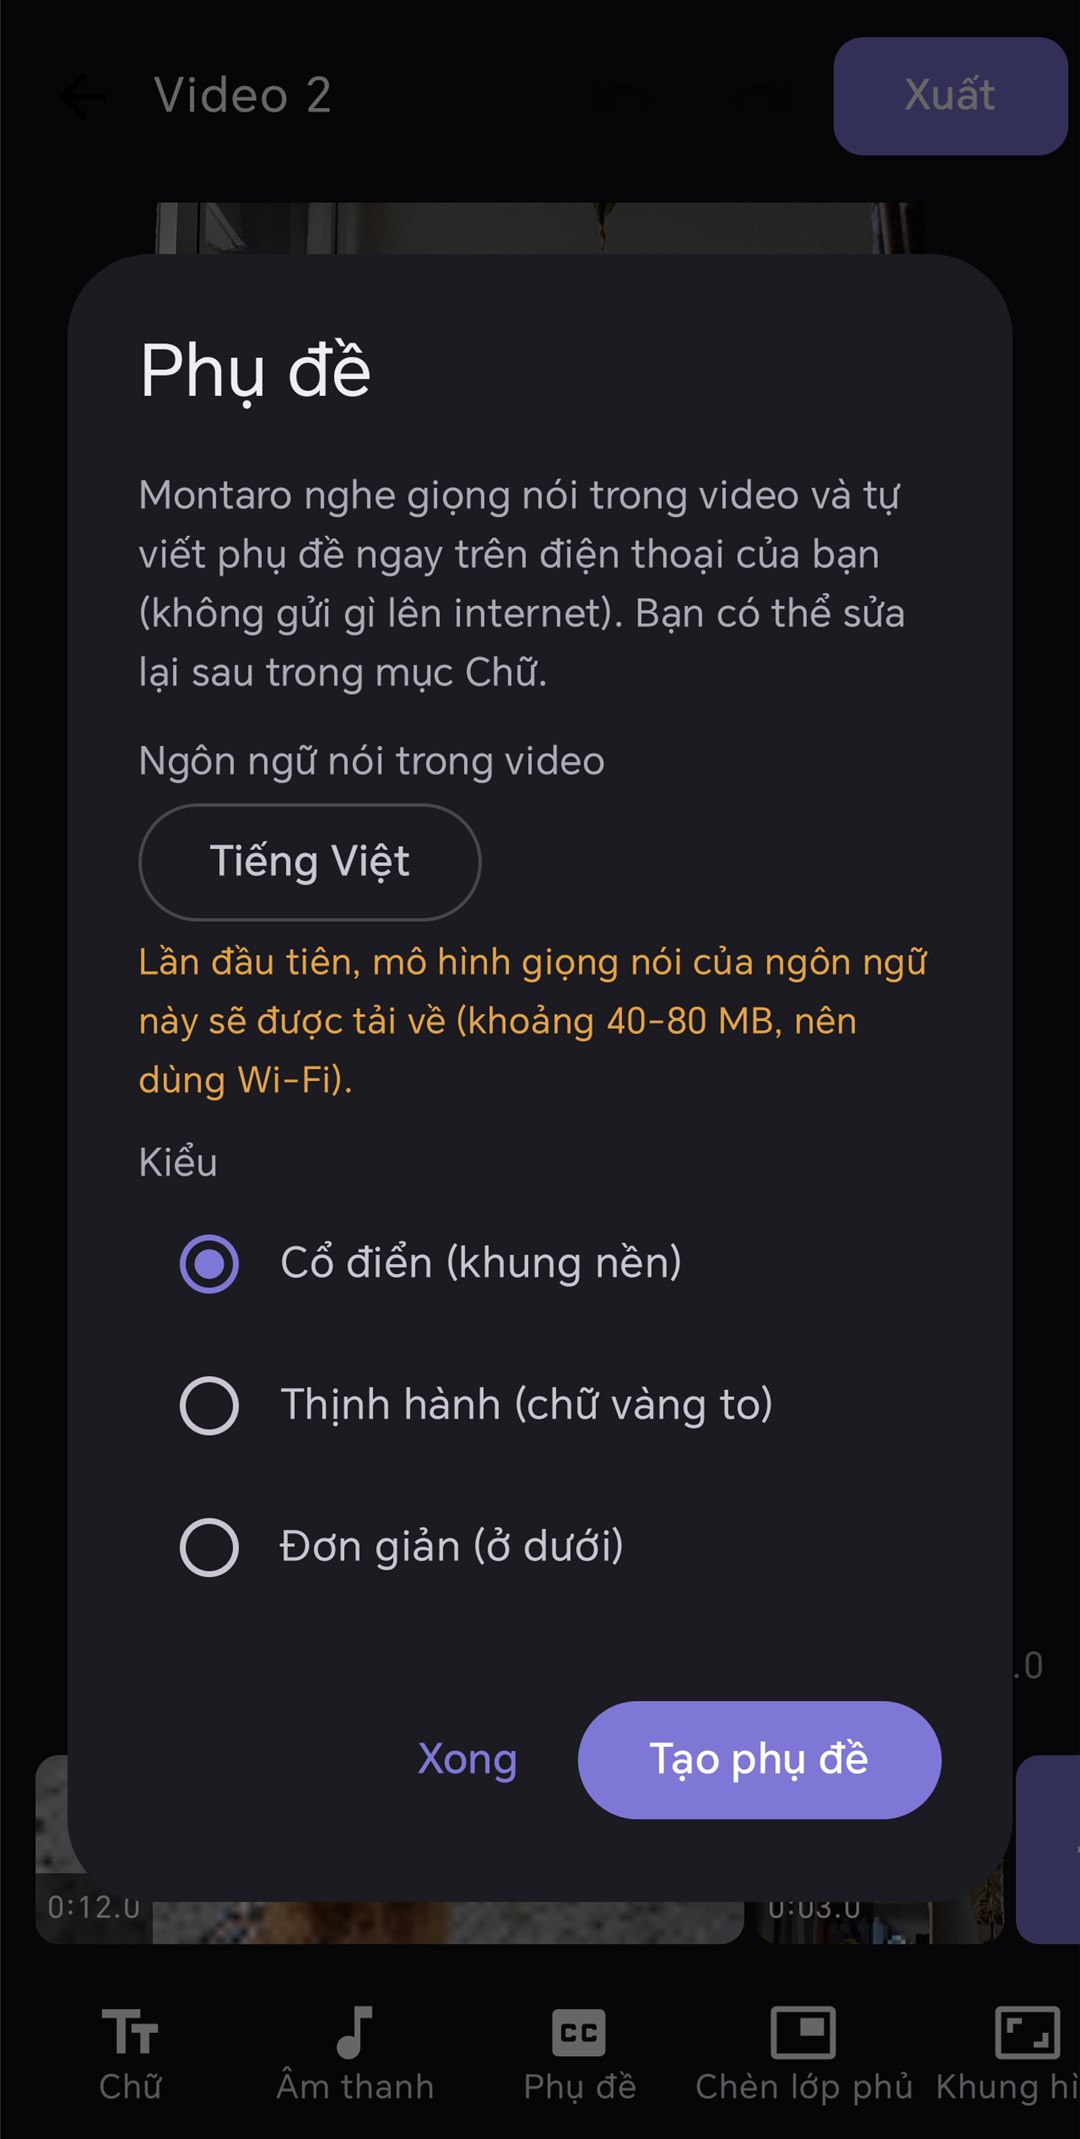 Video 2
Xuất
Phụ đề
Montaro nghe giọng nói trong video và tự
viết phụ đề ngay trên điện thoại của bạn
(không gửi gì lên internet). Bạn có thể sửa
lại sau trong mục Chữ.
Ngôn ngữ nói trong video
Tiếng Việt
Lần đầu tiên, mô hình giọng nói của ngôn ngữ
này sẽ được tải về (khoảng 40-80 MB, nên
dùng Wi-Fi).
Kiểu
Cổ điển (khung nền)
Thịnh hành (chữ vàng to)
Đơn giản (ở dưới)
.0
Xong
Tạo phụ đề
0:12.0
0:03.0
Chữ
Âm thanh
CC
Phụ đề
Chèn lớp phủ
Khung hì